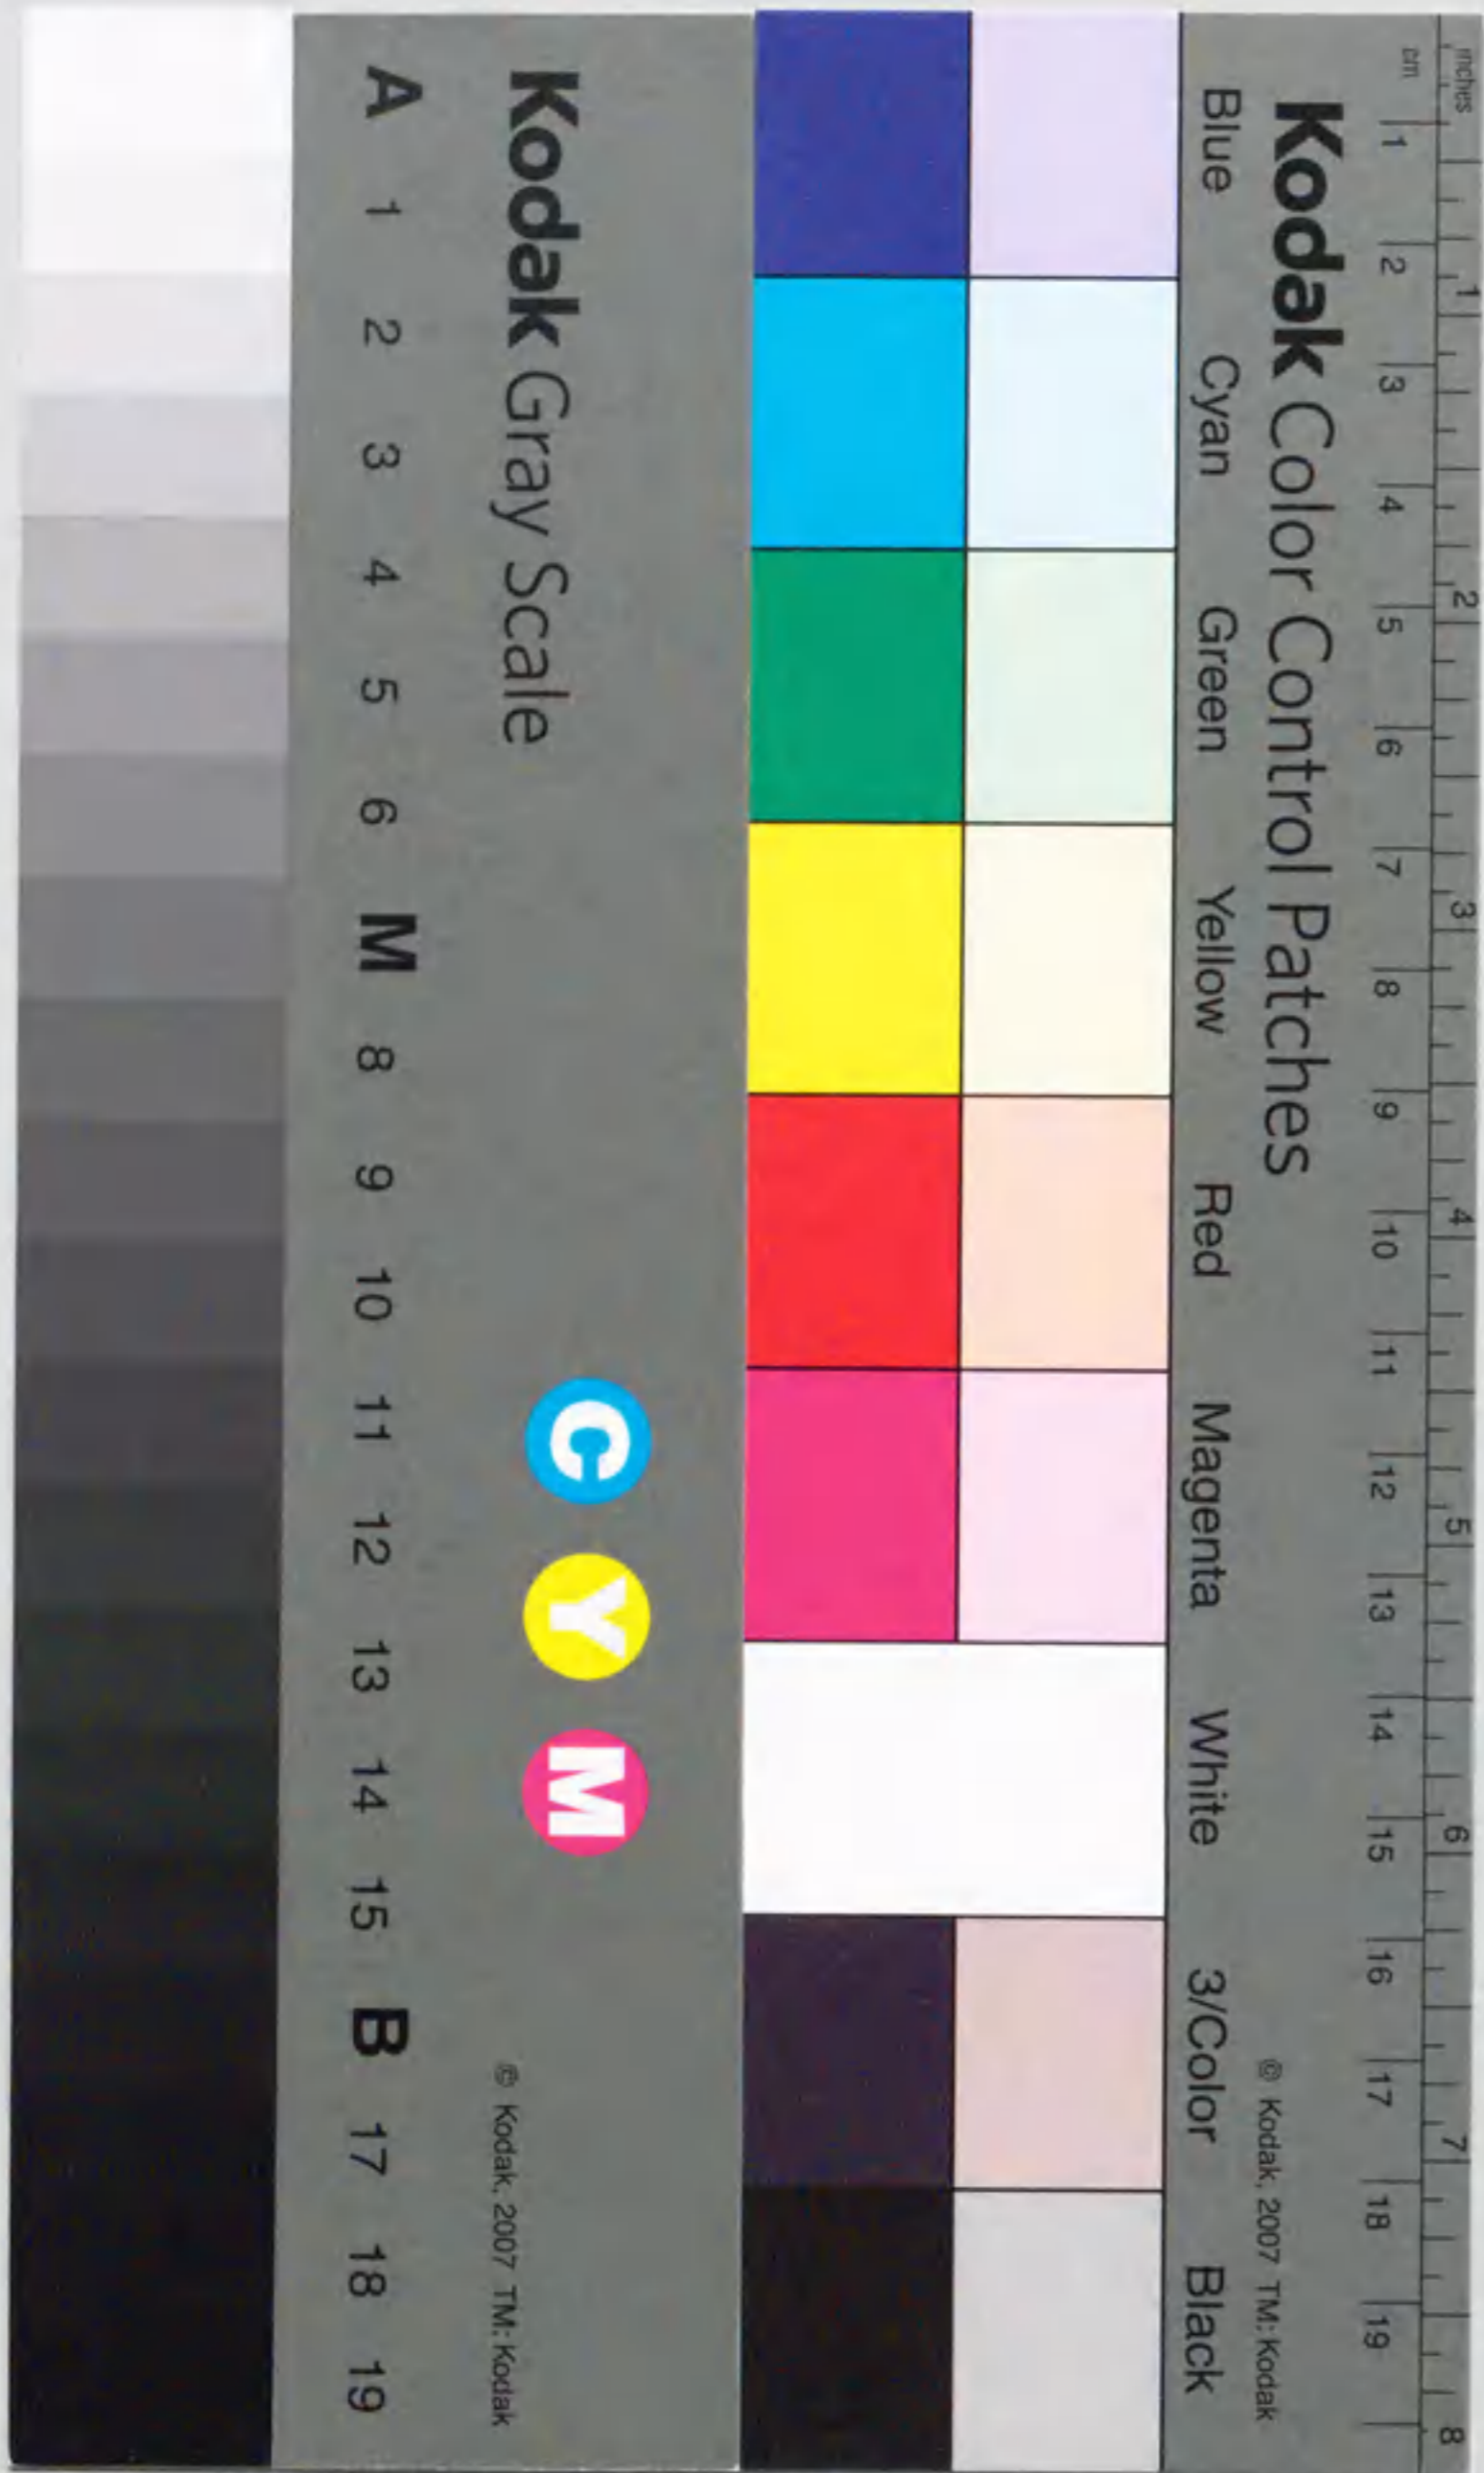 inches 1 2 3 4 5 6 7 8
cm 1 2 3 4 5 6 7 8 9 10 11 12 13 14 15 16 17 18 19
Kodak Color Control Patches
© Kodak, 2007 TM: Kodak
Blue Cyan Green Yellow Red Magenta White 3/Color Black
C Y M
Kodak Gray Scale
© Kodak, 2007 TM: Kodak
A 1 2 3 4 5 6 M 8 9 10 11 12 13 14 15 B 17 18 19